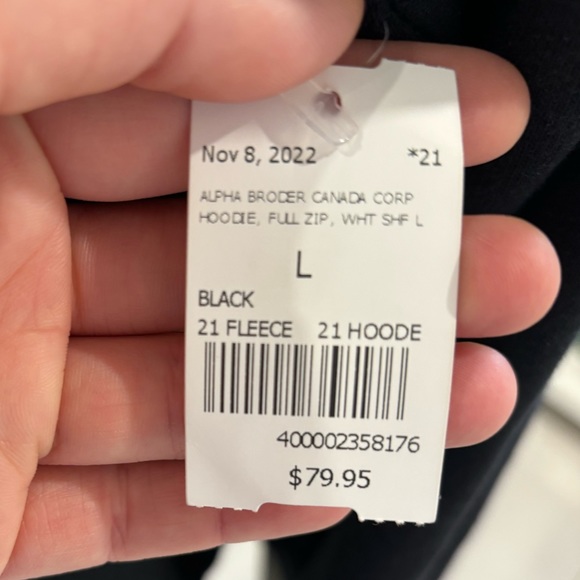 Nov 8, 2022 *21
ALPHA BRODER CANADA CORP
HOODIE, FULL ZIP, WHT SHF L
L
BLACK
21 FLEECE 21 HOODE
400002358176
$79.95